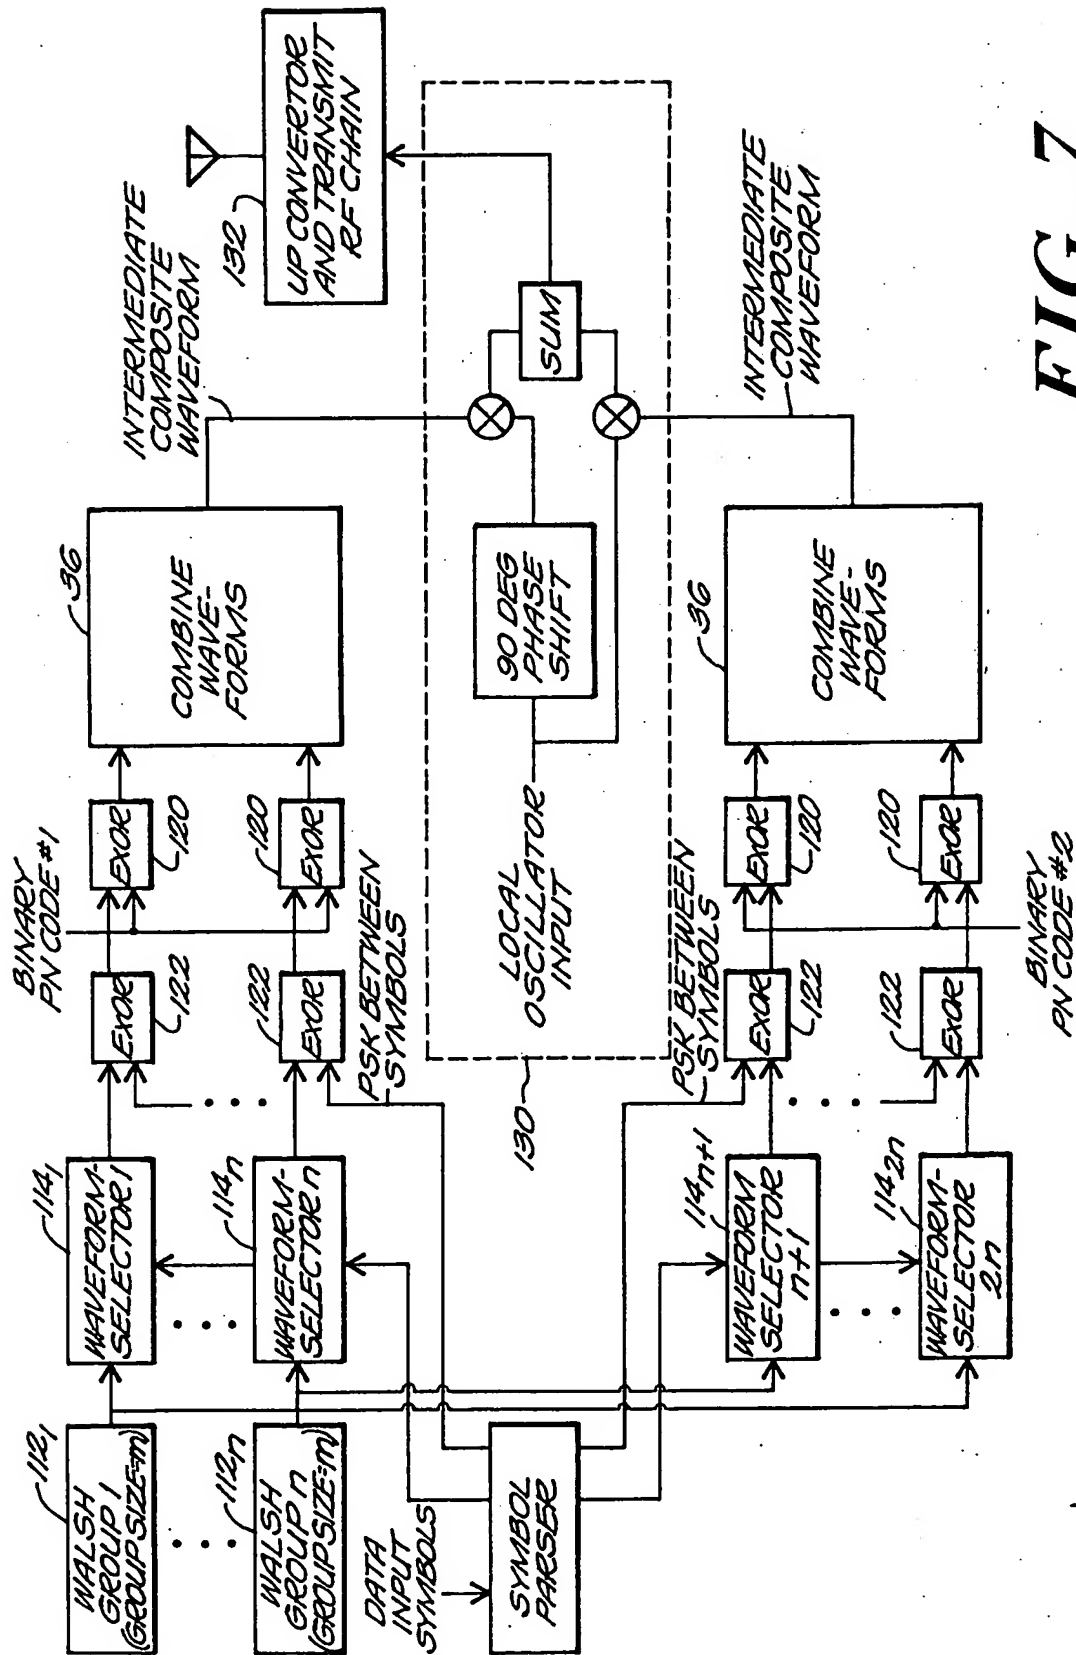 112₁
WALSH
GROUP 1
(GROUP SIZE=m)
112ₙ
WALSH
GROUP n
(GROUP SIZE=m)
DATA
INPUT
SYMBOLS
SYMBOL
PARSER
114₁
WAVEFORM-
SELECTOR 1
114ₙ
WAVEFORM-
SELECTOR n
114ₙ₊₁
WAVEFORM
SELECTOR
n+1
114₂ₙ
WAVEFORM-
SELECTOR
2n
EXOR
122
EXOR
122
PSK BETWEEN
SYMBOLS
PSK BETWEEN
SYMBOLS
EXOR
122
EXOR
122
BINARY
PN CODE #1
EXOR
120
EXOR
120
EXOR
120
EXOR
120
BINARY
PN CODE #2
130
LOCAL
OSCILLATOR
INPUT
90 DEG
PHASE
SHIFT
SUM
36
COMBINE
WAVE-
FORMS
36
COMBINE
WAVE-
FORMS
INTERMEDIATE
COMPOSITE
WAVEFORM
INTERMEDIATE
COMPOSITE
WAVEFORM
132
UP CONVERTOR
AND TRANSMIT
RF CHAIN
FIG. 7